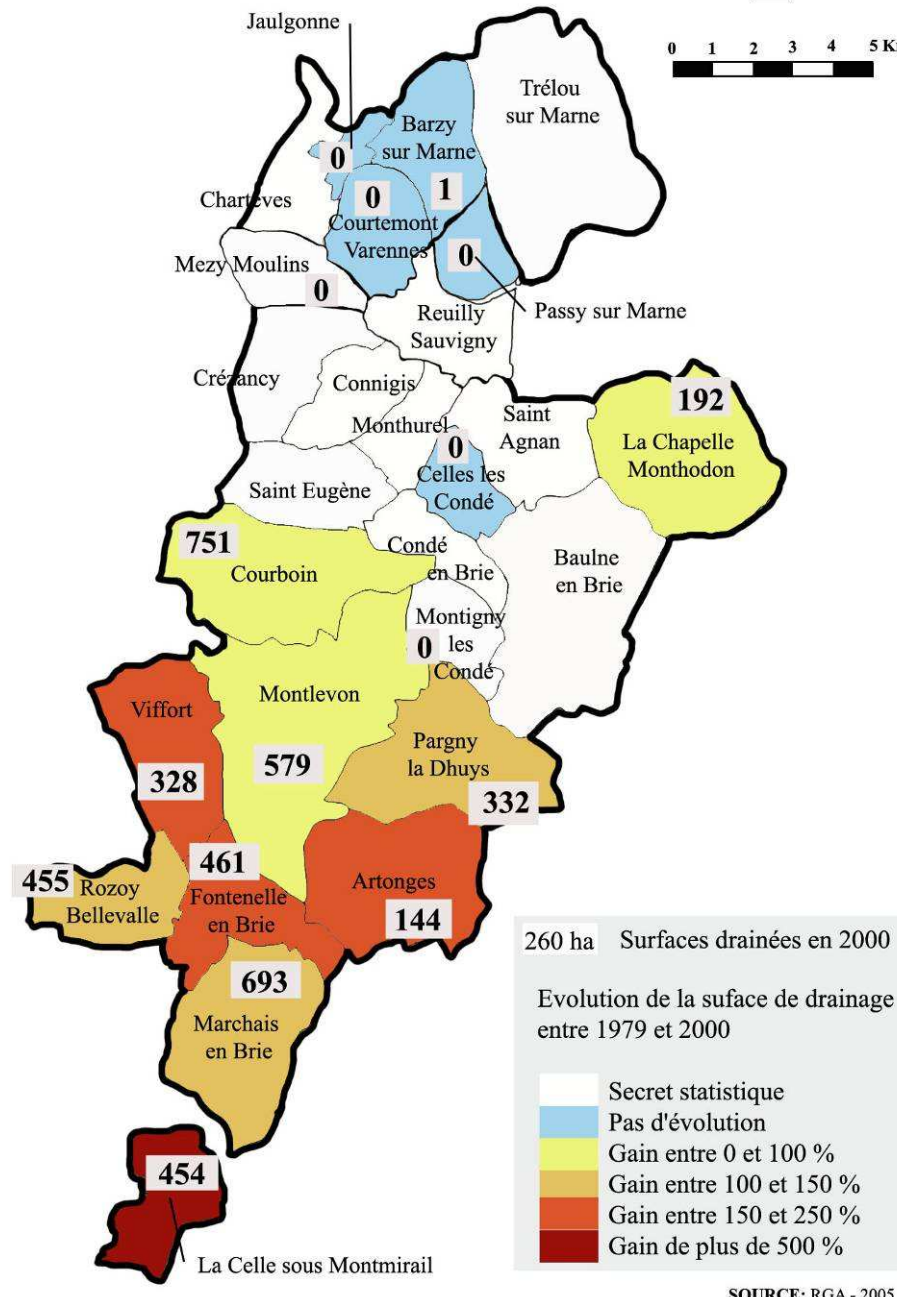 Jaulgonne
0 1 2 3 4 5 K
Trélou
sur Marne
Barzy
sur Marne
0
1
0
Chartèves
Courtemont
Varennes
0
Mezy Moulins
0
Passy sur Marne
Reuilly
Sauvigny
Crézancy
Connigis
Monthurel
Saint
Agnan
192
La Chapelle
Monthodon
0
Celles les
Condé
Saint Eugène
751
Courboin
Condé
en Brie
Baulne
en Brie
Montigny
les
Condé
0
Viffort
328
Montlevon
579
Pargny
la Dhuys
332
461
Fontenelle
en Brie
455
Rozoy
Bellevalle
Artonges
144
693
Marchais
en Brie
454
La Celle sous Montmirail
260 ha Surfaces drainées en 2000
Evolution de la suface de drainage
entre 1979 et 2000
Secret statistique
Pas d'évolution
Gain entre 0 et 100 %
Gain entre 100 et 150 %
Gain entre 150 et 250 %
Gain de plus de 500 %
SOURCE: RGA - 2005